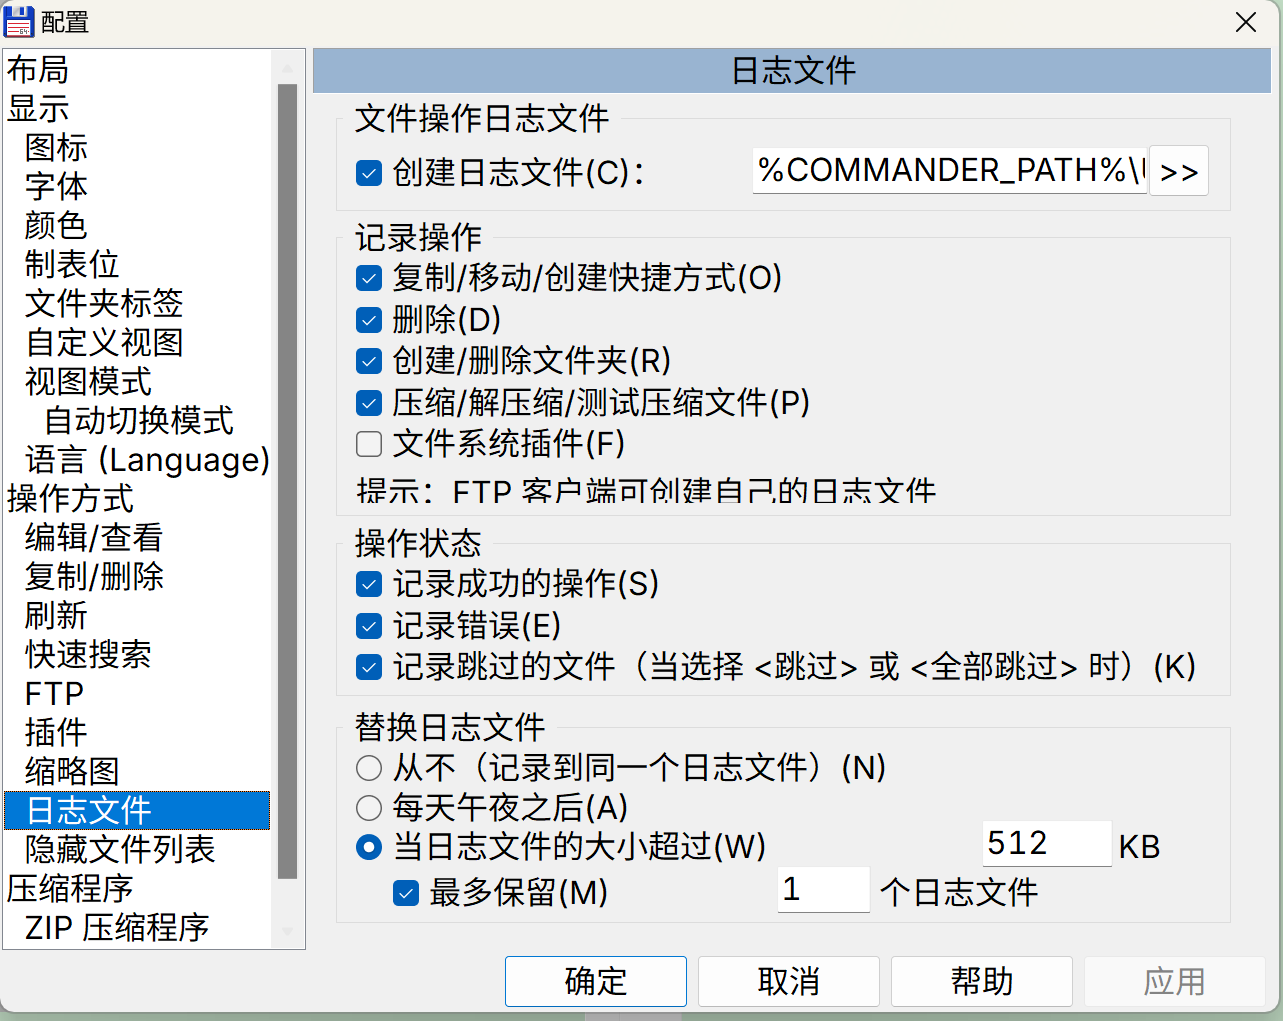 配置
布局
显示
图标
字体
颜色
制表位
文件夹标签
自定义视图
视图模式
自动切换模式
语言 (Language)
操作方式
编辑/查看
复制/删除
刷新
快速搜索
FTP
插件
缩略图
日志文件
隐藏文件列表
压缩程序
ZIP 压缩程序
日志文件
文件操作日志文件
创建日志文件(C)： %COMMANDER_PATH%\ >>
记录操作
复制/移动/创建快捷方式(O)
删除(D)
创建/删除文件夹(R)
压缩/解压缩/测试压缩文件(P)
文件系统插件(F)
提示：FTP 客户端可创建自己的日志文件
操作状态
记录成功的操作(S)
记录错误(E)
记录跳过的文件（当选择 <跳过> 或 <全部跳过> 时）(K)
替换日志文件
从不（记录到同一个日志文件）(N)
每天午夜之后(A)
当日志文件的大小超过(W) 512 KB
最多保留(M) 1 个日志文件
确定 取消 帮助 应用